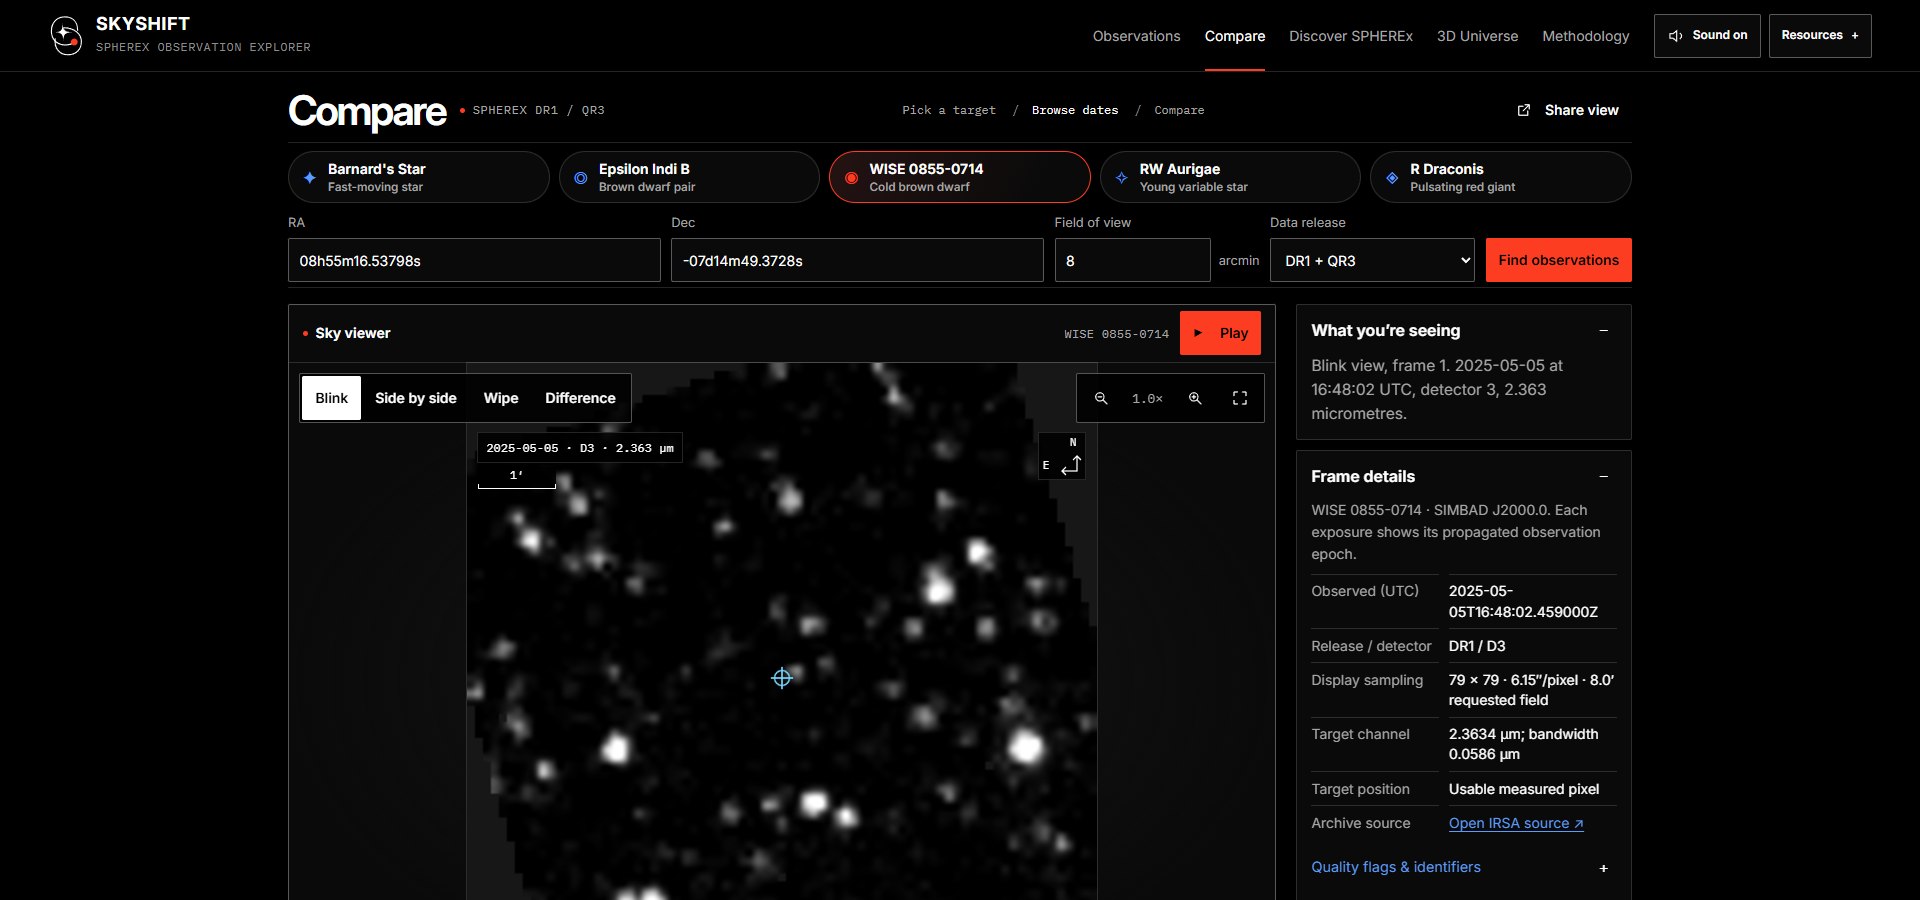 SKYSHIFT
SPHEREX OBSERVATION EXPLORER
Observations
Compare
Discover SPHEREx
3D Universe
Methodology
Sound on
Resources +
Compare
SPHEREX DR1 / QR3
Pick a target / Browse dates / Compare
Share view
Barnard's Star
Fast-moving star
Epsilon Indi B
Brown dwarf pair
WISE 0855-0714
Cold brown dwarf
RW Aurigae
Young variable star
R Draconis
Pulsating red giant
RA
08h55m16.53798s
Dec
-07d14m49.3728s
Field of view
8
arcmin
Data release
DR1 + QR3
Find observations
Sky viewer
WISE 0855-0714
Play
Blink
Side by side
Wipe
Difference
1.0×
2025-05-05 · D3 · 2.363 µm
1′
N
E
What you’re seeing −
Blink view, frame 1. 2025-05-05 at
16:48:02 UTC, detector 3, 2.363
micrometres.
Frame details −
WISE 0855-0714 · SIMBAD J2000.0. Each
exposure shows its propagated observation
epoch.
Observed (UTC)
2025-05-
05T16:48:02.459000Z
Release / detector
DR1 / D3
Display sampling
79 × 79 · 6.15″/pixel · 8.0′
requested field
Target channel
2.3634 µm; bandwidth
0.0586 µm
Target position
Usable measured pixel
Archive source
Open IRSA source ↗
Quality flags & identifiers +